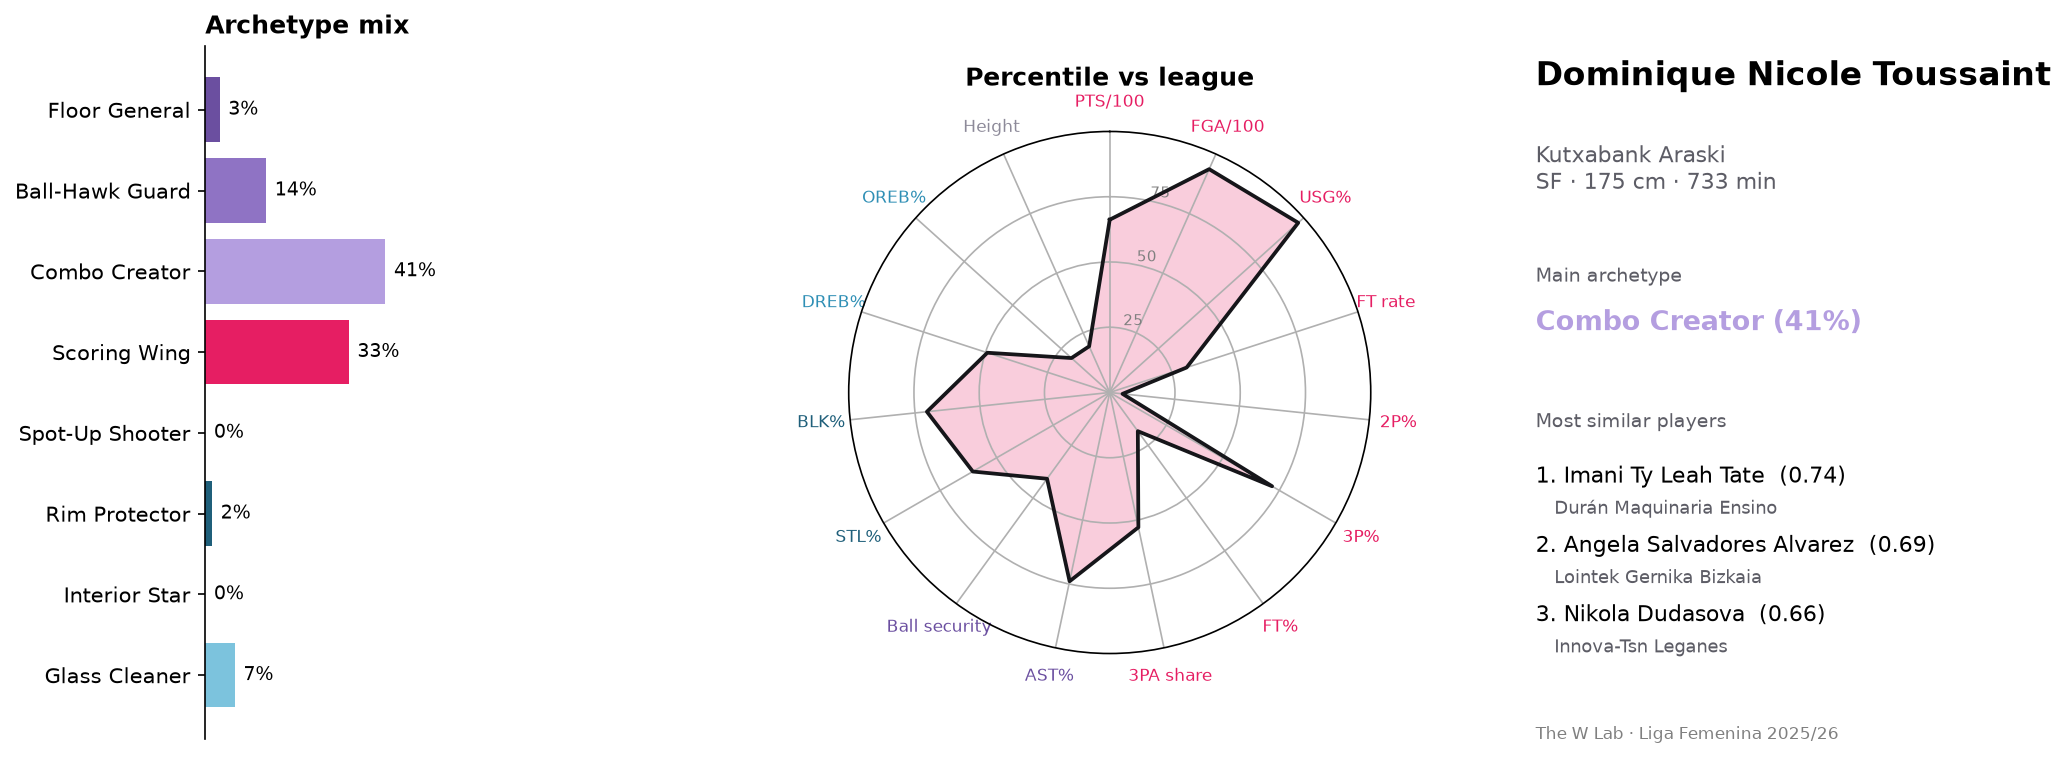 Archetype mix
Floor General
3%
Ball-Hawk Guard
14%
Combo Creator
41%
Scoring Wing
33%
Spot-Up Shooter
0%
Rim Protector
2%
Interior Star
0%
Glass Cleaner
7%
Percentile vs league
PTS/100
FGA/100
USG%
FT rate
2P%
3P%
FT%
3PA share
AST%
Ball security
STL%
BLK%
DREB%
OREB%
Height
75
50
25
Dominique Nicole Toussaint
Kutxabank Araski
SF · 175 cm · 733 min
Main archetype
Combo Creator (41%)
Most similar players
1. Imani Ty Leah Tate (0.74)
Durán Maquinaria Ensino
2. Angela Salvadores Alvarez (0.69)
Lointek Gernika Bizkaia
3. Nikola Dudasova (0.66)
Innova-Tsn Leganes
The W Lab · Liga Femenina 2025/26